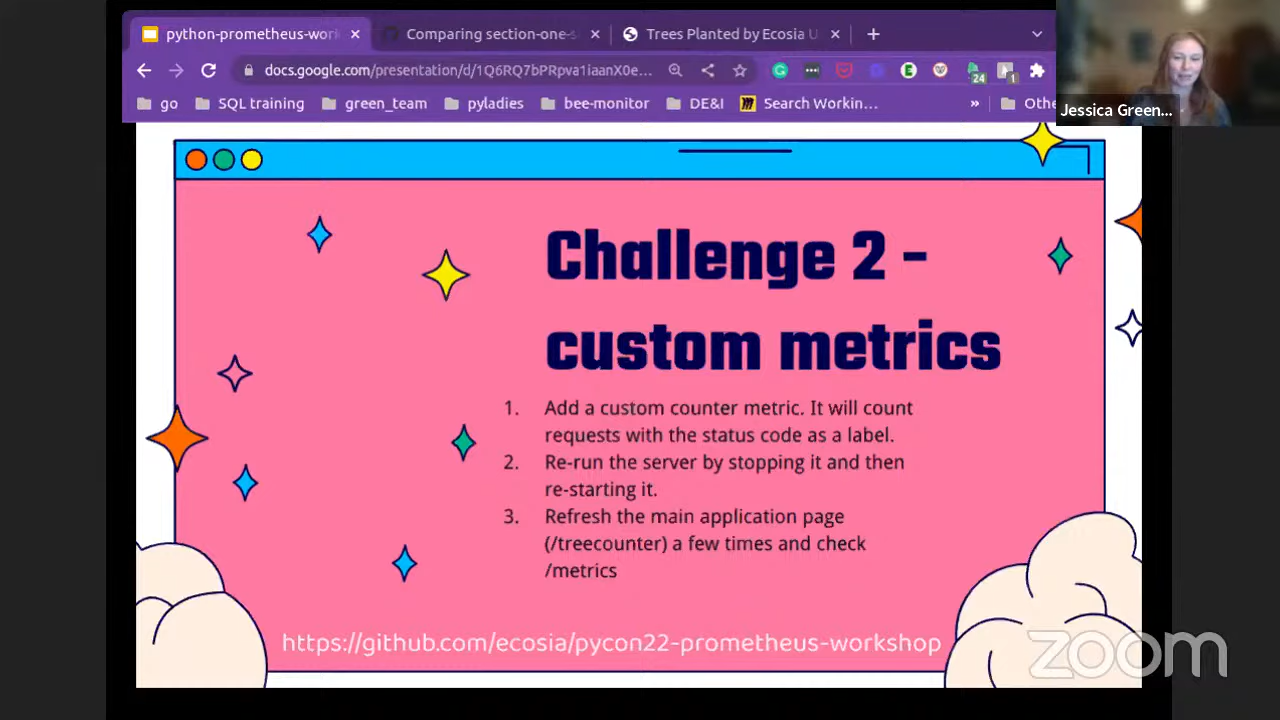 python-prometheus-wor
Comparing section-one-s
Trees Planted by Ecosia U
docs.google.com/presentation/d/1Q6RQ7bPRpva1iaanX0e...
24
1
go
SQL training
green_team
pyladies
bee-monitor
DE&I
Search Workin...
»
Othe
Jessica Green...
Challenge 2 -
custom metrics
1. Add a custom counter metric. It will count
requests with the status code as a label.
2. Re-run the server by stopping it and then
re-starting it.
3. Refresh the main application page
(/treecounter) a few times and check
/metrics
https://github.com/ecosia/pycon22-prometheus-workshop
zoom